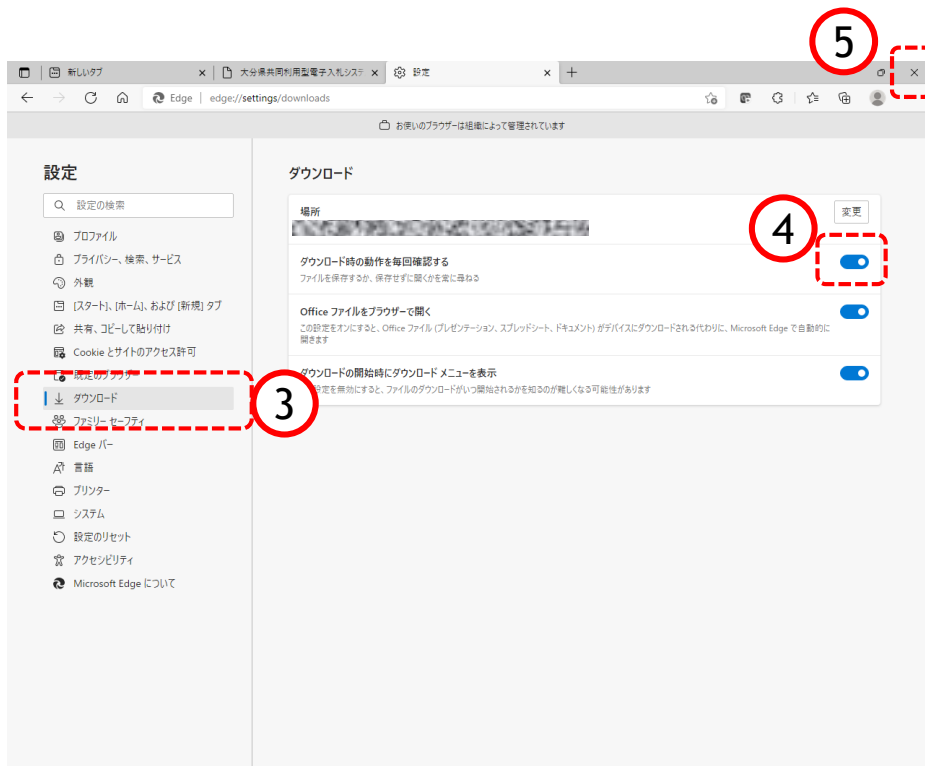 5
新しいタブ
大分県共同利用型電子入札システ
設定
Edge
edge://settings/downloads
お使いのブラウザーは組織によって管理されています
設定
設定の検索
プロファイル
プライバシー、検索、サービス
外観
[スタート]、[ホーム]、および [新規] タブ
共有、コピーして貼り付け
Cookie とサイトのアクセス許可
既定のブラウザー
ダウンロード
ファミリー セーフティ
Edge バー
言語
プリンター
システム
設定のリセット
アクセシビリティ
Microsoft Edge について
3
ダウンロード
場所
変更
4
ダウンロード時の動作を毎回確認する
ファイルを保存するか、保存せずに開くかを常に尋ねる
Office ファイルをブラウザーで開く
この設定をオンにすると、Office ファイル (プレゼンテーション、スプレッドシート、ドキュメント) がデバイスにダウンロードされる代わりに、Microsoft Edge で自動的に
開きます
ダウンロードの開始時にダウンロード メニューを表示
設定を無効にすると、ファイルのダウンロードがいつ開始されるかを知るのが難しくなる可能性があります